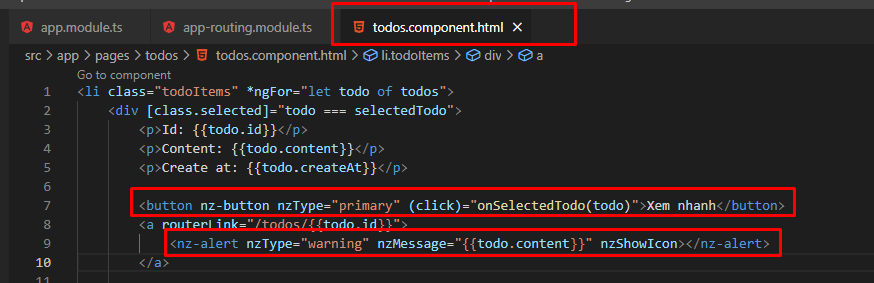 app.module.ts app-routing.module.ts todos.component.html ×
src > app > pages > todos > todos.component.html > li.todoItems > div > a
Go to component
1 <li class="todoItems" *ngFor="let todo of todos">
2 <div [class.selected]="todo === selectedTodo">
3 <p>Id: {{todo.id}}</p>
4 <p>Content: {{todo.content}}</p>
5 <p>Create at: {{todo.createAt}}</p>
6
7 <button nz-button nzType="primary" (click)="onSelectedTodo(todo)">Xem nhanh</button>
8 <a routerLink="/todos/{{todo.id}}">
9 <nz-alert nzType="warning" nzMessage="{{todo.content}}" nzShowIcon></nz-alert>
10 </a>